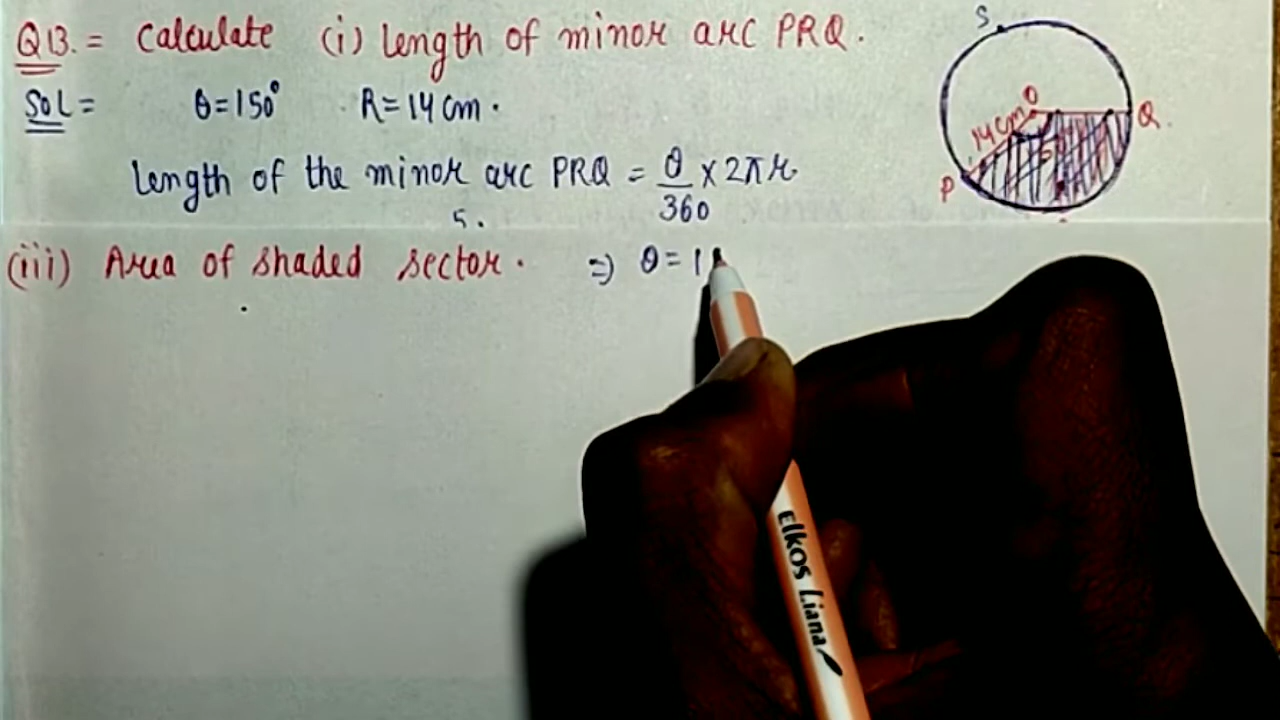 Q13. = Calculate (i) Length of minor arc PRQ.
SOL = θ=150° R=14 cm.
Length of the minor arc PRQ = θ/360 × 2πr.
5.
(iii) Area of shaded sector. ⇒ θ=1
S
O
14 cm
Q.
P
Elkos Liana